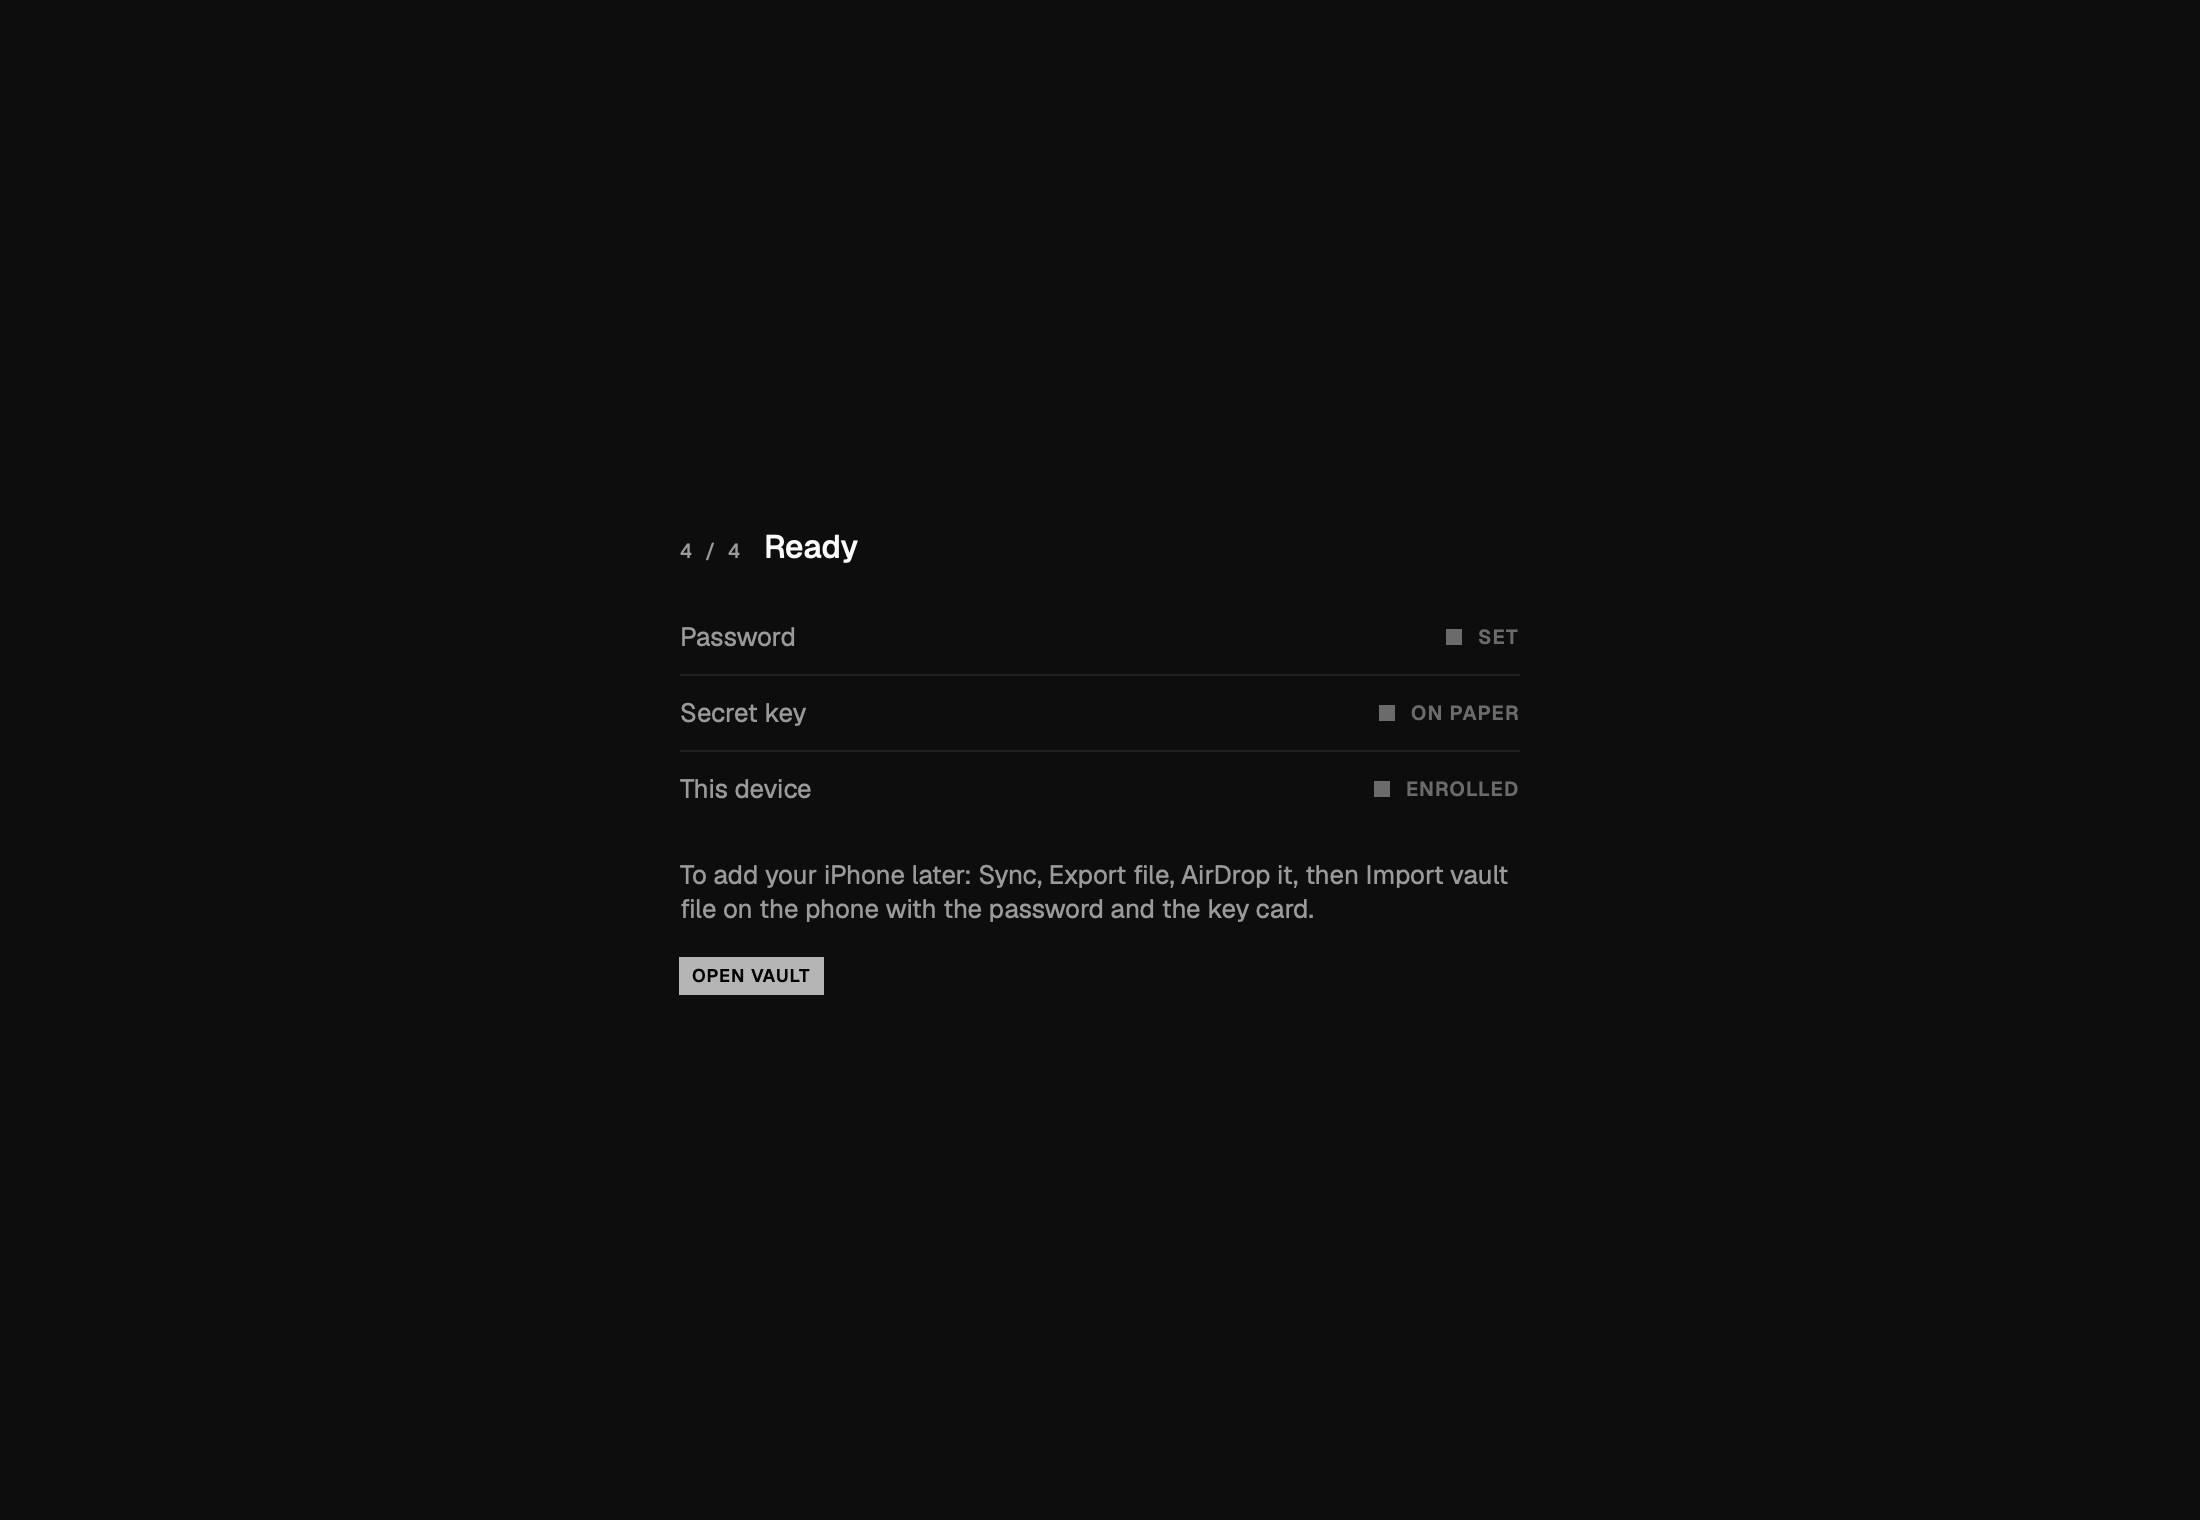 4 / 4 Ready
Password SET
Secret key ON PAPER
This device ENROLLED
To add your iPhone later: Sync, Export file, AirDrop it, then Import vault
file on the phone with the password and the key card.
OPEN VAULT